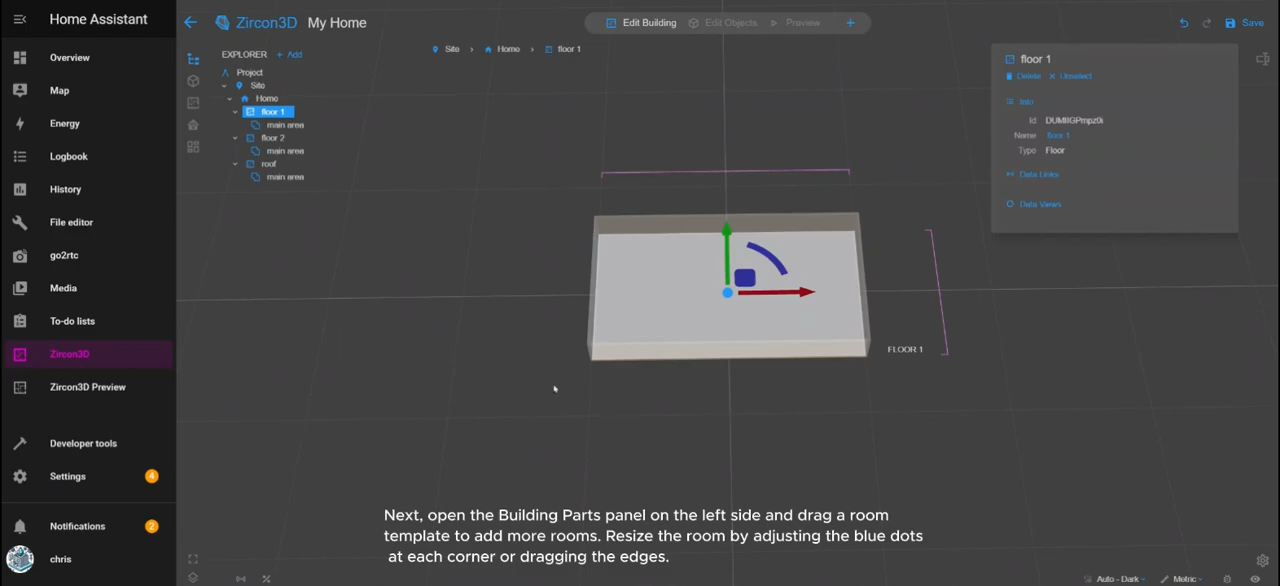 Home Assistant
Zircon3D My Home
Edit Building Edit Objects Preview
Save
Overview
Map
Energy
Logbook
History
File editor
go2rtc
Media
To-do lists
Zircon3D
Zircon3D Preview
Developer tools
Settings 4
Notifications 2
chris
EXPLORER + Add
Project
Site
Home
floor 1
main area
floor 2
main area
roof
main area
Site > Home > floor 1
floor 1
Delete × Unselect
Info
Id
Name floor 1
Type Floor
Data Links
Data Views
FLOOR 1
Next, open the Building Parts panel on the left side and drag a room
template to add more rooms. Resize the room by adjusting the blue dots
at each corner or dragging the edges.
Auto - Dark Metric